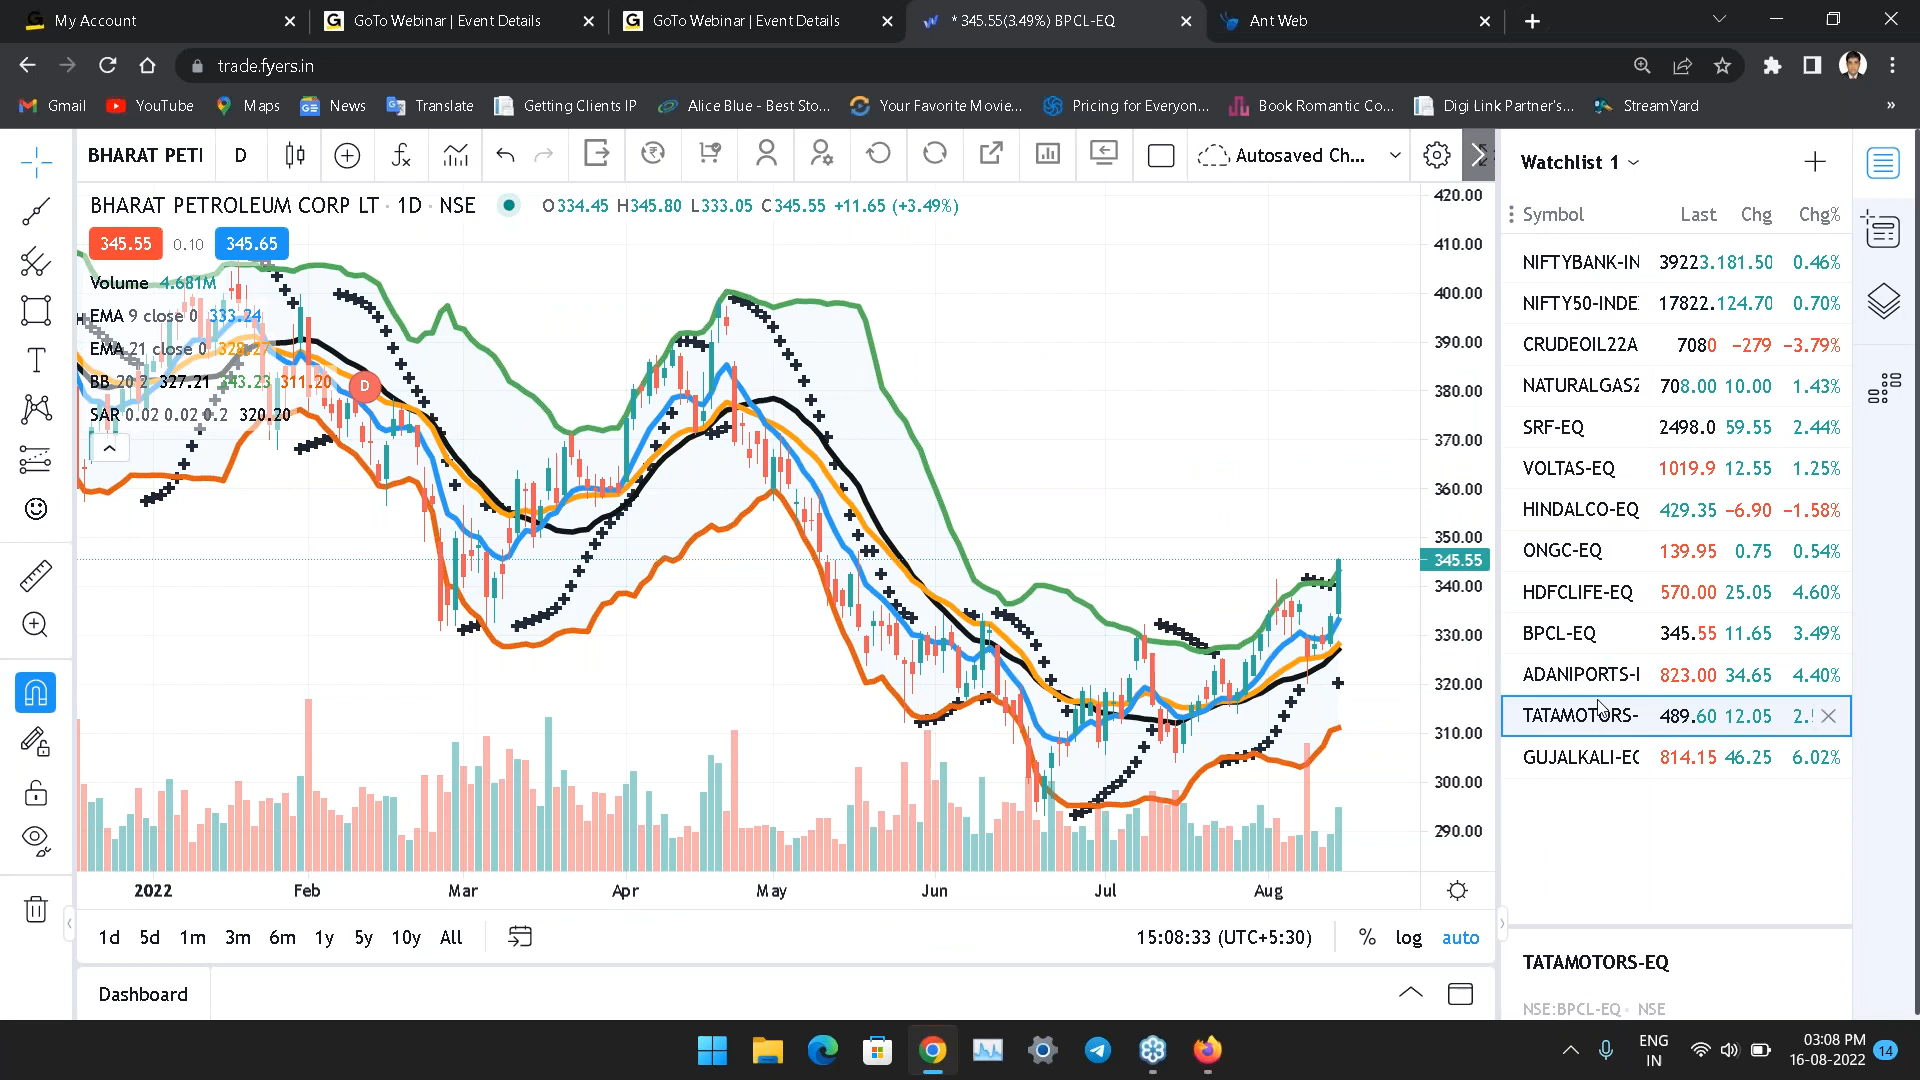 My Account
GoTo Webinar | Event Details
GoTo Webinar | Event Details
* 345.55(3.49%) BPCL-EQ
Ant Web
trade.fyers.in
Gmail
YouTube
Maps
News
Translate
Getting Clients IP
Alice Blue - Best Sto...
Your Favorite Movie...
Pricing for Everyon...
Book Romantic Co...
Digi Link Partner's...
StreamYard
»
BHARAT PETI
D
Autosaved Ch...
BHARAT PETROLEUM CORP LT · 1D · NSE
O334.45 H345.80 L333.05 C345.55 +11.65 (+3.49%)
345.55 0.10 345.65
Volume 4.681M
EMA 9 close 0 333.24
EMA 21 close 0
BB 20 2 327.21 343.23 311.20
SAR 0.02 0.02 0.2 320.20
D
420.00
410.00
400.00
390.00
380.00
370.00
360.00
350.00
345.55
340.00
330.00
320.00
310.00
300.00
290.00
2022 Feb Mar Apr May Jun Jul Aug
1d 5d 1m 3m 6m 1y 5y 10y All
15:08:33 (UTC+5:30)
% log auto
Dashboard
Watchlist 1
Symbol Last Chg Chg%
NIFTYBANK-IN 39223.181.50 0.46%
NIFTY50-INDE 17822.124.70 0.70%
CRUDEOIL22A 7080 −279 −3.79%
NATURALGAS2 708.00 10.00 1.43%
SRF-EQ 2498.0 59.55 2.44%
VOLTAS-EQ 1019.9 12.55 1.25%
HINDALCO-EQ 429.35 −6.90 −1.58%
ONGC-EQ 139.95 0.75 0.54%
HDFCLIFE-EQ 570.00 25.05 4.60%
BPCL-EQ 345.55 11.65 3.49%
ADANIPORTS-I 823.00 34.65 4.40%
TATAMOTORS- 489.60 12.05 2.
GUJALKALI-EQ 814.15 46.25 6.02%
TATAMOTORS-EQ
NSE:BPCL-EQ · NSE
ENG
IN
03:08 PM
16-08-2022
14